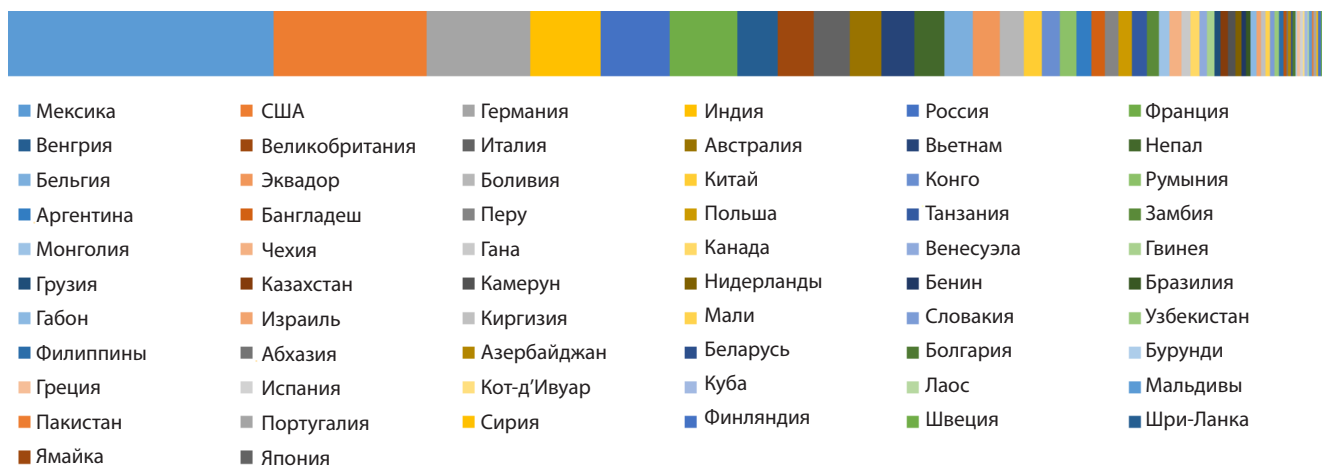 Мексика США Германия Индия Россия Франция
Венгрия Великобритания Италия Австралия Вьетнам Непал
Бельгия Эквадор Боливия Китай Конго Румыния
Аргентина Бангладеш Перу Польша Танзания Замбия
Монголия Чехия Гана Канада Венесуэла Гвинея
Грузия Казахстан Камерун Нидерланды Бенин Бразилия
Габон Израиль Киргизия Мали Словакия Узбекистан
Филиппины Абхазия Азербайджан Беларусь Болгария Бурунди
Греция Испания Кот-д’Ивуар Куба Лаос Мальдивы
Пакистан Португалия Сирия Финляндия Швеция Шри-Ланка
Ямайка Япония